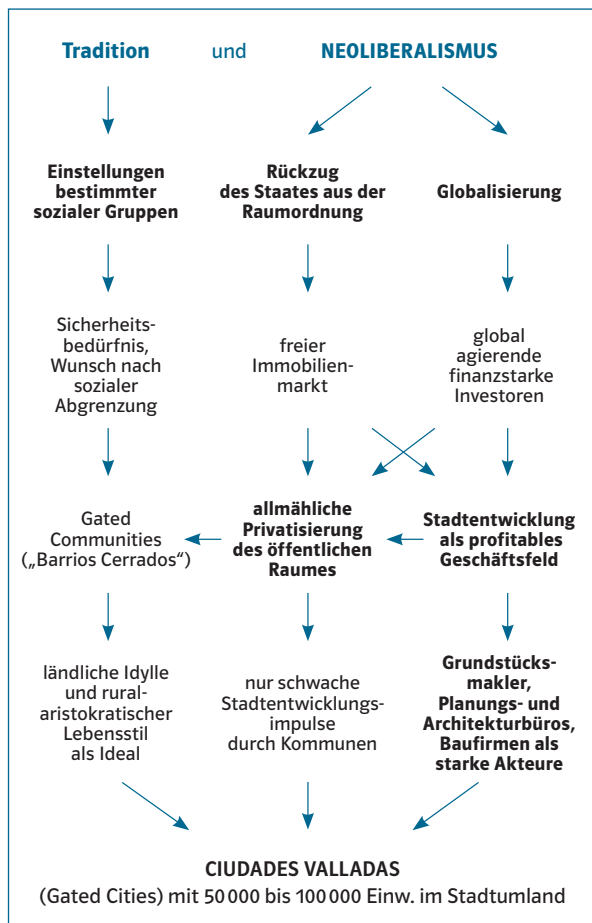 Tradition und NEOLIBERALISMUS
Einstellungen
bestimmter
sozialer Gruppen
Rückzug
des Staates aus der
Raumordnung
Globalisierung
Sicherheits-
bedürfnis,
Wunsch nach
sozialer
Abgrenzung
freier
Immobilien-
markt
global
agierende
finanzstarke
Investoren
Gated
Communities
(„Barrios Cerrados“)
allmähliche
Privatisierung
des öffentlichen
Raumes
Stadtentwicklung
als profitables
Geschäftsfeld
ländliche Idylle
und rural-
aristokratischer
Lebensstil
als Ideal
nur schwache
Stadtentwicklungs-
impulse
durch Kommunen
Grundstücks-
makler,
Planungs- und
Architekturbüros,
Baufirmen als
starke Akteure
CIUDADES VALLADAS
(Gated Cities) mit 50 000 bis 100 000 Einw. im Stadtumland